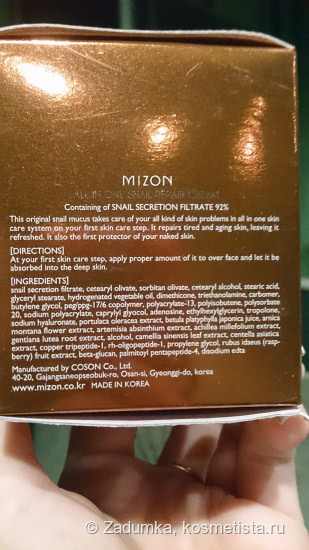 MIZON
ALL IN ONE SNAIL REPAIR CREAM
Containing of SNAIL SECRETION FILTRATE 92%
This original snail mucus takes care of your all kind of skin problems in all in one skin
care system on your first skin care step. It repairs tired and aging skin, leaving it
refreshed. It also the first protector of your naked skin.
[DIRECTIONS]
At your first skin care step, apply proper amount of it to over face and let it be
absorbed into the deep skin.
[INGREDIENTS]
snail secretion filtrate, cetearyl olivate, sorbitan olivate, cetearyl alcohol, stearic acid,
glyceryl stearate, hydrogenated vegetable oil, dimethicone, triethanolamine, carbomer,
butylene glycol, peg/ppg-17/6 copolymer, polyacrylate-13, polyisobutene, polysorbate
20, sodium polyacrylate, caprylyl glycol, adenosine, ethylhexylglycerin, tropolone,
sodium hyaluronate, portulaca oleracea extract, betula platyphylla japonica juice, arnica
montana flower extract, artemisia absinthium extract, achillea millefolium extract,
gentiana lutea root extract, alcohol, camellia sinensis leaf extract, centella asiatica
extract, copper tripeptide-1, rh-oligopeptide-1, propylene glycol, rubus idaeus (rasp-
berry) fruit extract, beta-glucan, palmitoyl pentapeptide-4, disodium edta
Manufactured by COSON Co., Ltd.
40-20, Gajangsaneopseobuk-ro, Osan-si, Gyeonggi-do, korea
www.mizon.co.kr MADE IN KOREA
© Zadumka, kosmetista.ru